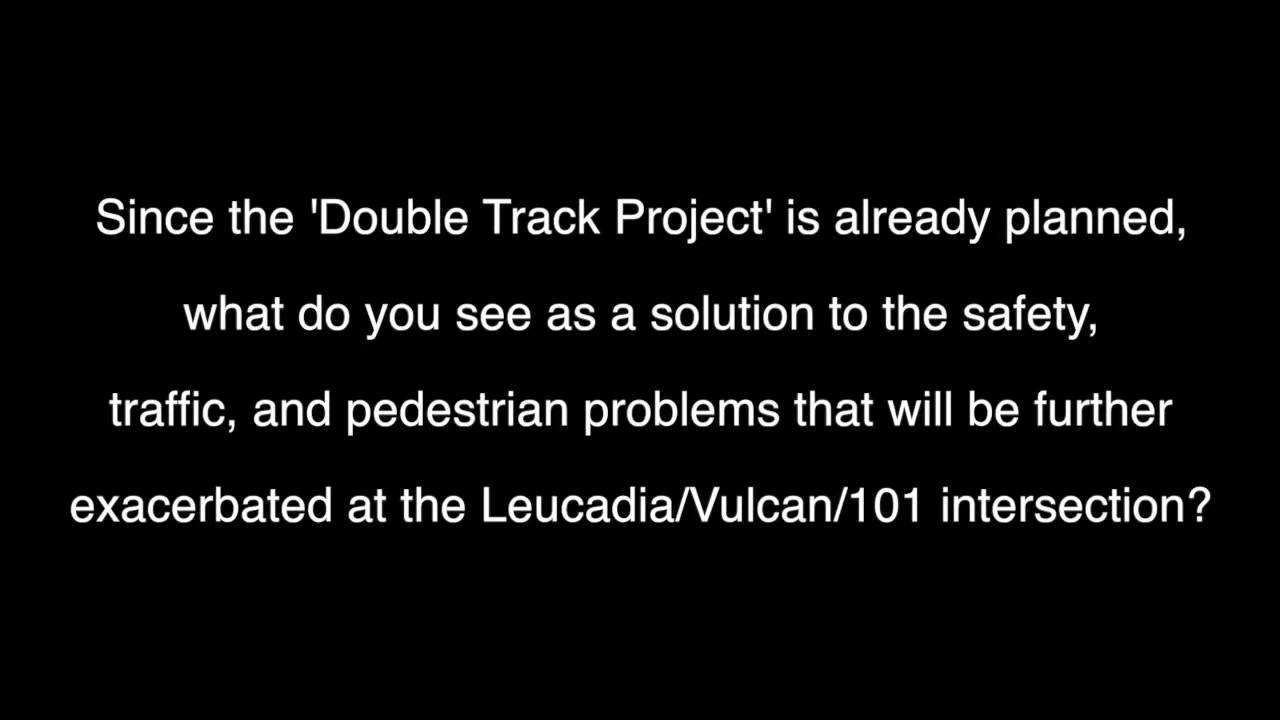 Since the 'Double Track Project' is already planned,
what do you see as a solution to the safety,
traffic, and pedestrian problems that will be further
exacerbated at the Leucadia/Vulcan/101 intersection?